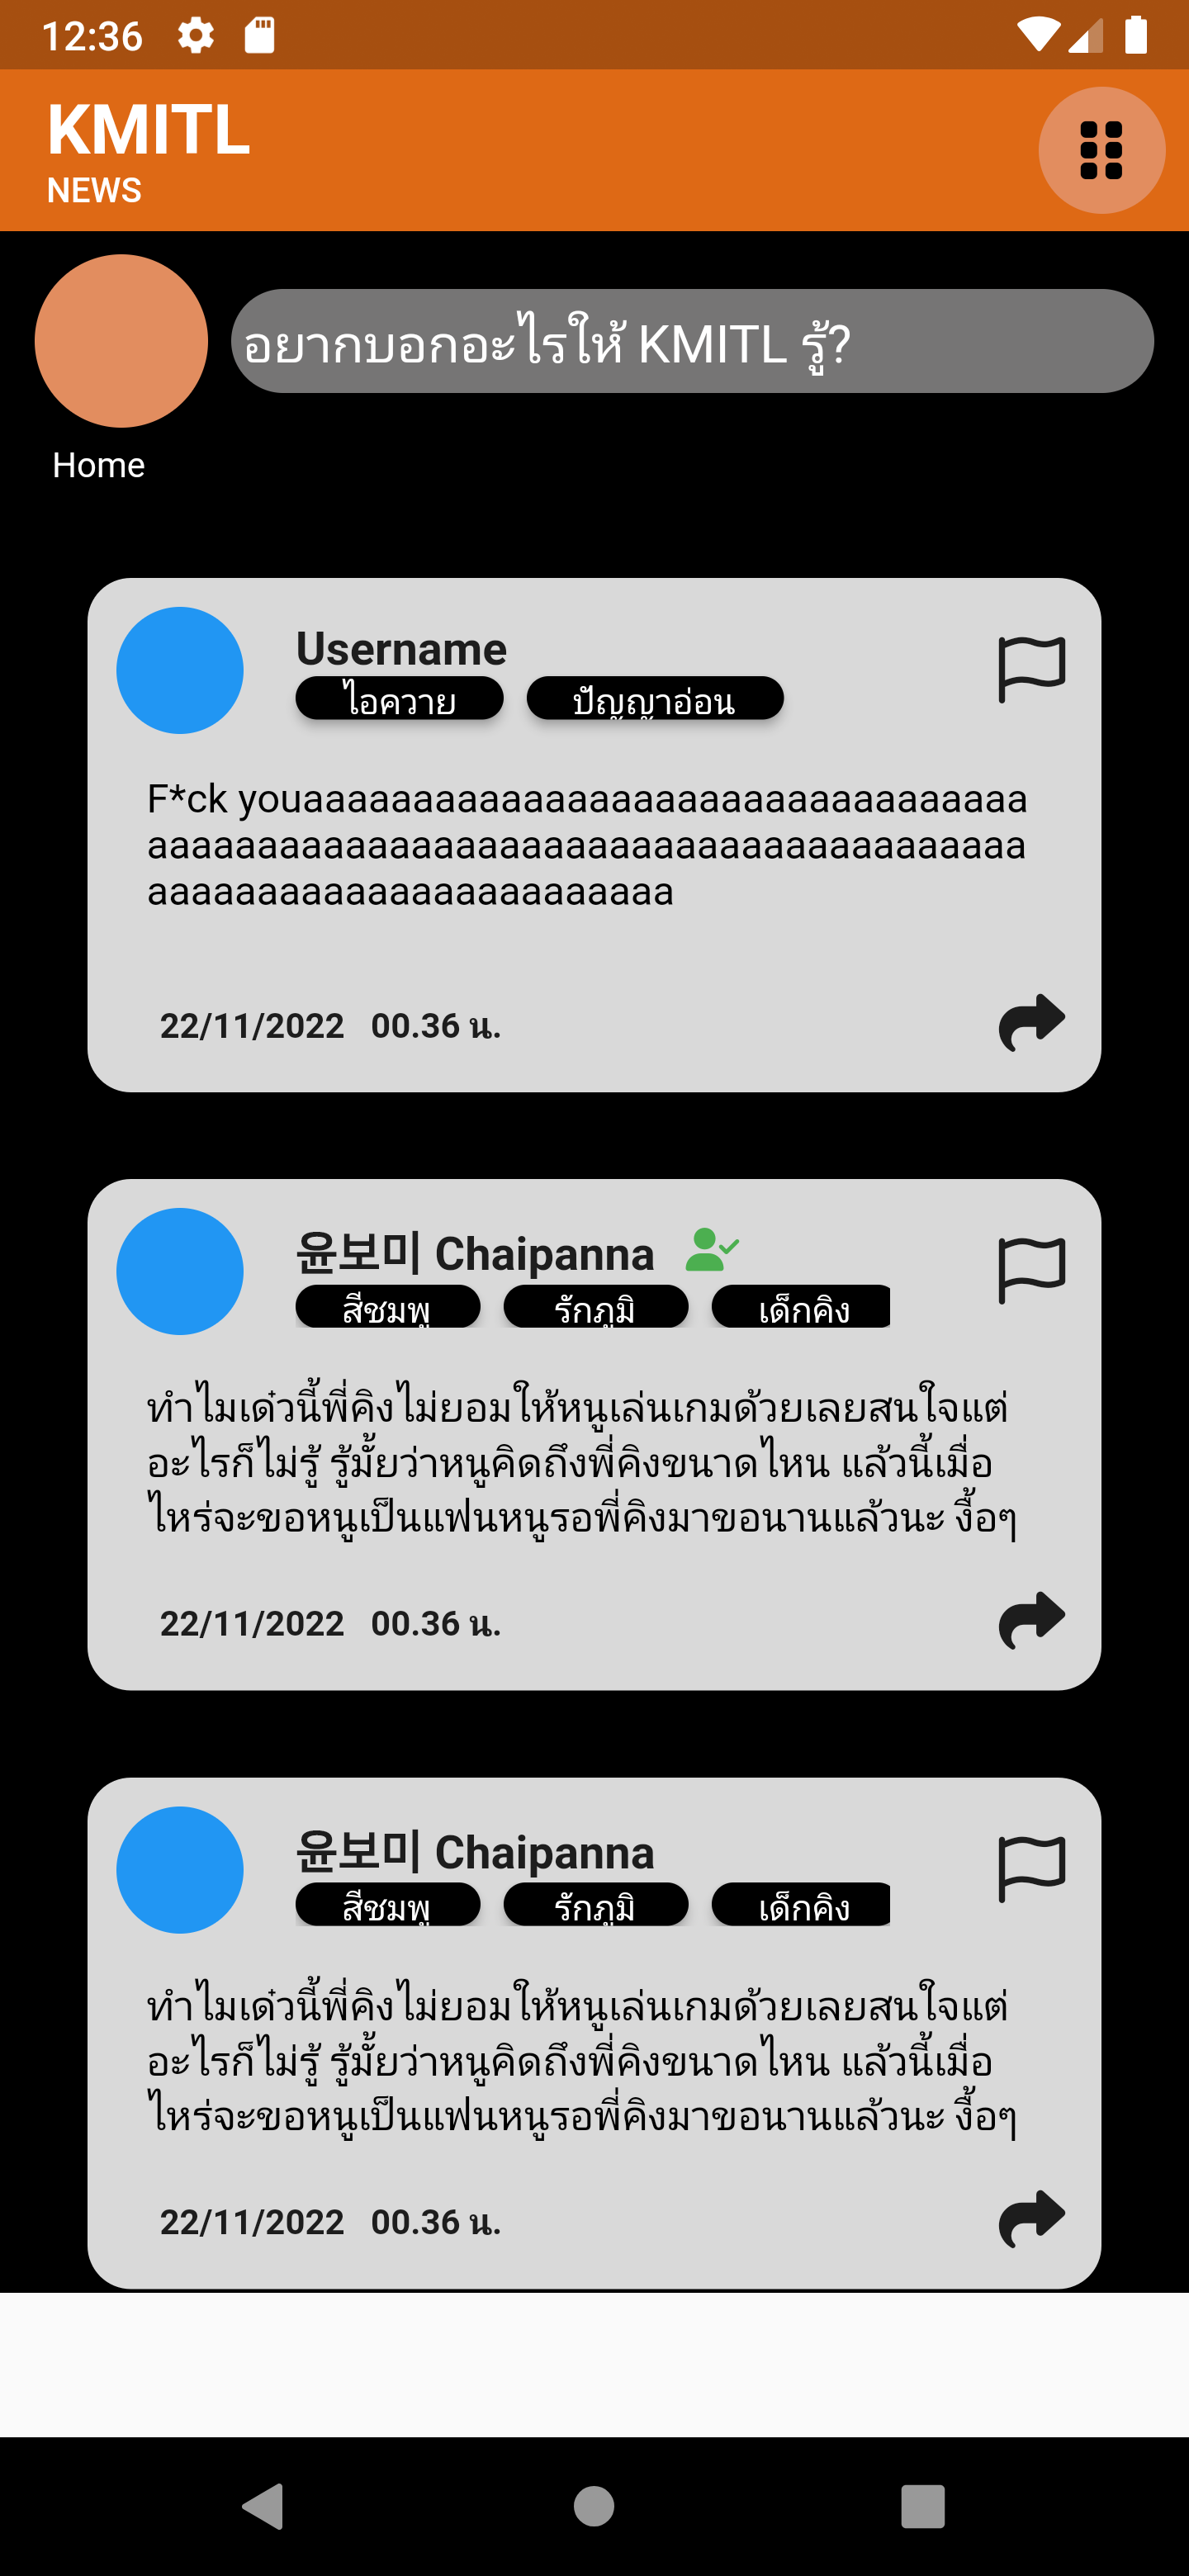 12:36
KMITL
NEWS
อยากบอกอะไรให้ KMITL รู้?
Home
Username
ไอควาย ปัญญาอ่อน
F*ck youaaaaaaaaaaaaaaaaaaaaaaaaaaaaaaaaa
aaaaaaaaaaaaaaaaaaaaaaaaaaaaaaaaaaaaaaaa
aaaaaaaaaaaaaaaaaaaaaaaa
22/11/2022 00.36 น.
윤보미 Chaipanna
สีชมพู รักภูมิ เด็กคิง
ทำไมเด๋วนี้พี่คิงไม่ยอมให้หนูเล่นเกมด้วยเลยสนใจแต่
อะไรก็ไม่รู้ รู้มั้ยว่าหนูคิดถึงพี่คิงขนาดไหน แล้วนี้เมื่อ
ไหร่จะขอหนูเป็นแฟนหนูรอพี่คิงมาขอนานแล้วนะ งื้อๆ
22/11/2022 00.36 น.
윤보미 Chaipanna
สีชมพู รักภูมิ เด็กคิง
ทำไมเด๋วนี้พี่คิงไม่ยอมให้หนูเล่นเกมด้วยเลยสนใจแต่
อะไรก็ไม่รู้ รู้มั้ยว่าหนูคิดถึงพี่คิงขนาดไหน แล้วนี้เมื่อ
ไหร่จะขอหนูเป็นแฟนหนูรอพี่คิงมาขอนานแล้วนะ งื้อๆ
22/11/2022 00.36 น.